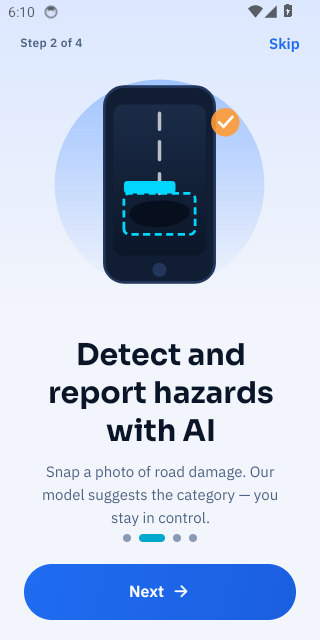 6:10
Step 2 of 4
Skip
Detect and
report hazards
with AI
Snap a photo of road damage. Our
model suggests the category — you
stay in control.
Next →